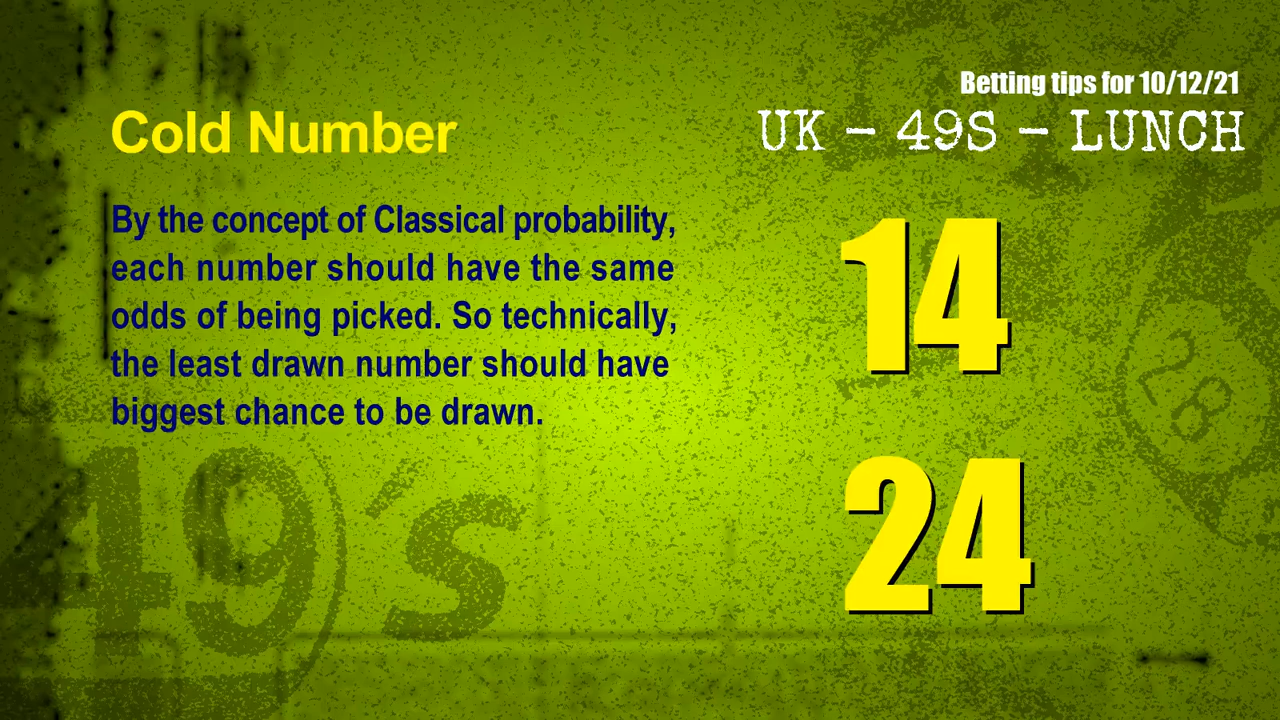 Betting tips for 10/12/21
UK - 49S - LUNCH
Cold Number
By the concept of Classical probability,
each number should have the same
odds of being picked. So technically,
the least drawn number should have
biggest chance to be drawn.
14
24
28
49's